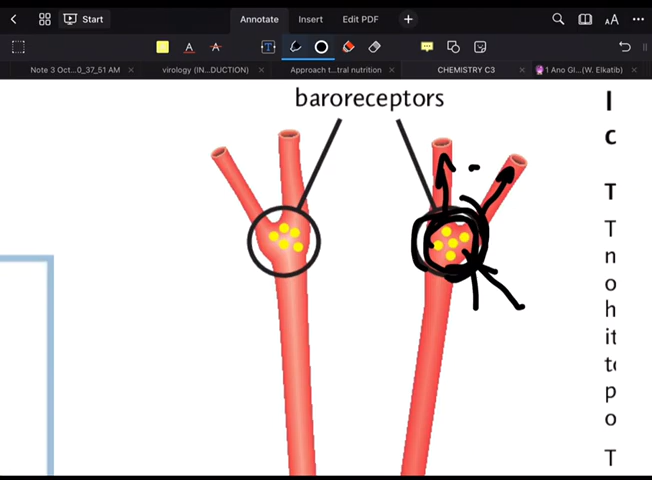 Start
Annotate
Insert
Edit PDF
AA
Note 3 Oct...0_37_51 AM
virology (IN...DUCTION)
Approach t...tral nutrition
CHEMISTRY C3
1 Ano Gl...(W. Elkatib)
baroreceptors
I
c
T
T
n
o
h
it
p
o
T